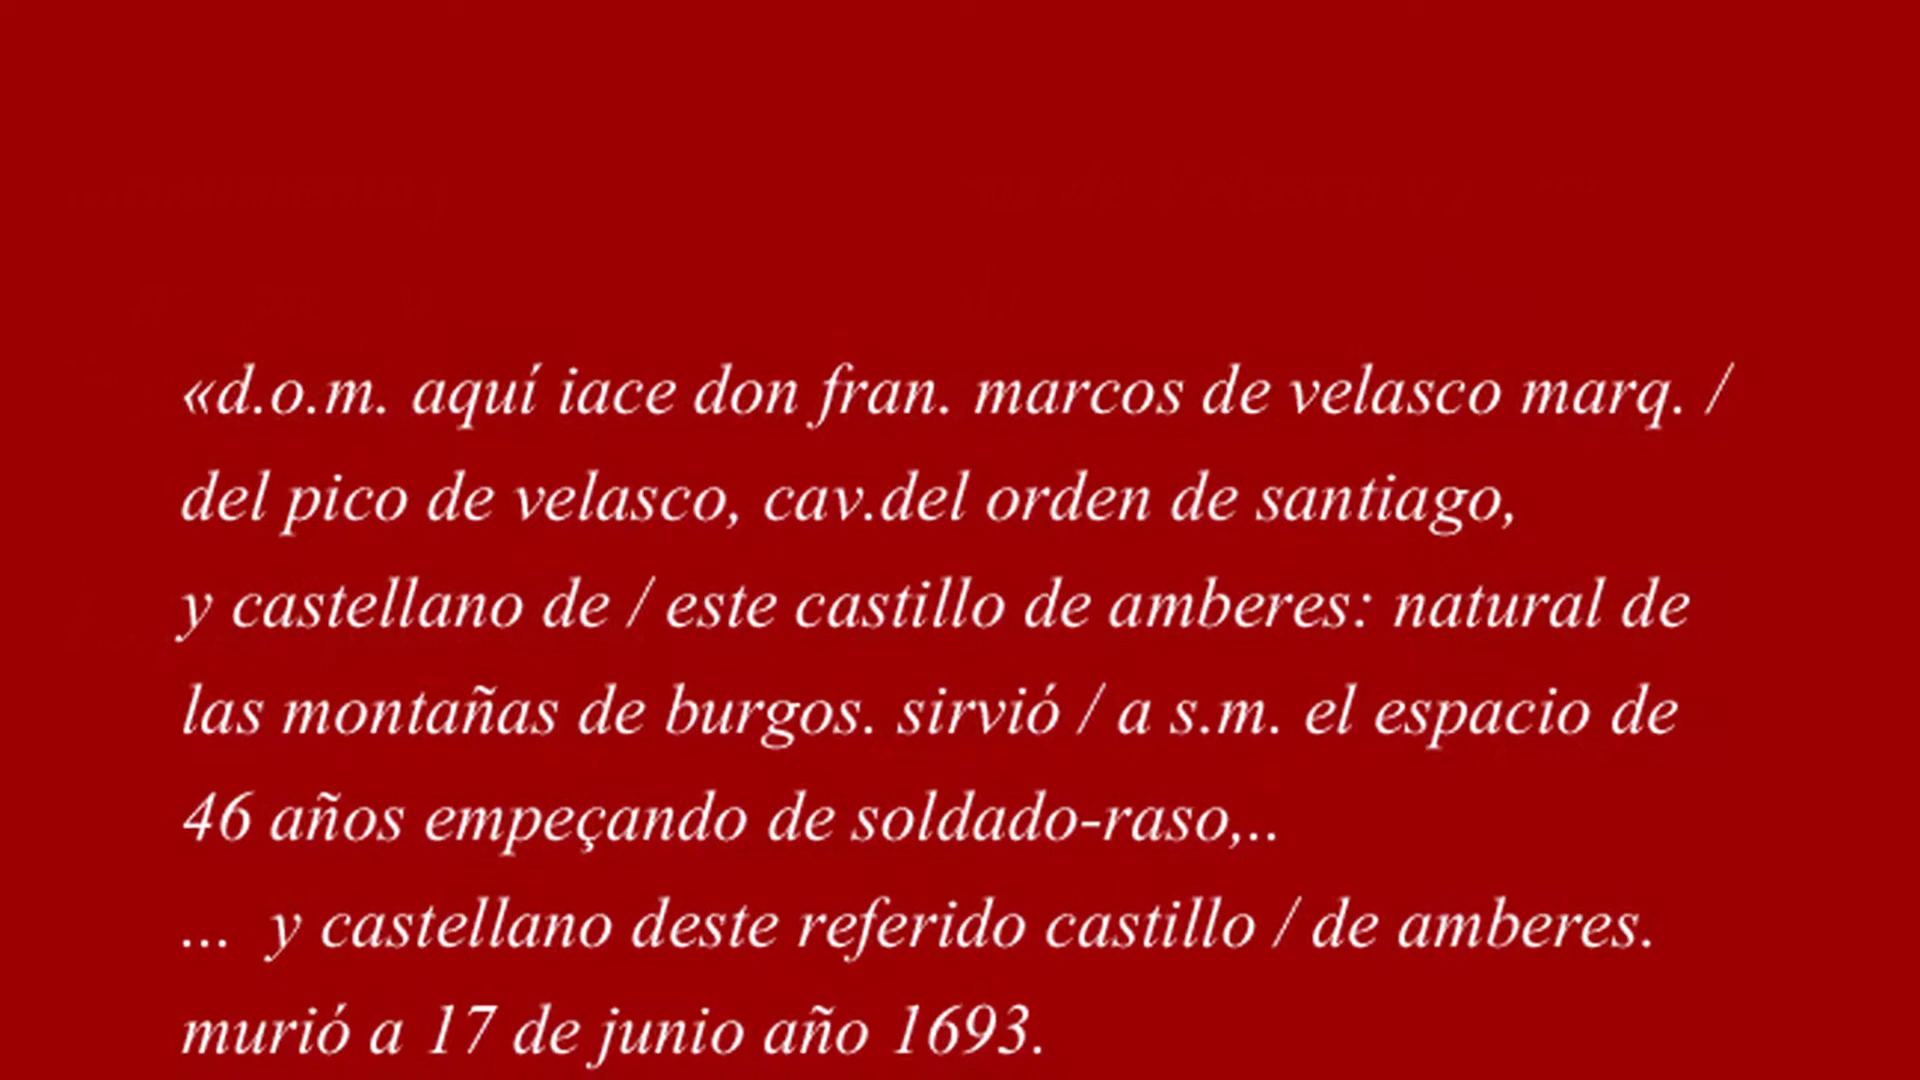 «d.o.m. aquí iace don fran. marcos de velasco marq. /
del pico de velasco, cav.del orden de santiago,
y castellano de / este castillo de amberes: natural de
las montañas de burgos. sirvió / a s.m. el espacio de
46 años empeçando de soldado-raso,..
... y castellano deste referido castillo / de amberes.
murió a 17 de junio año 1693.